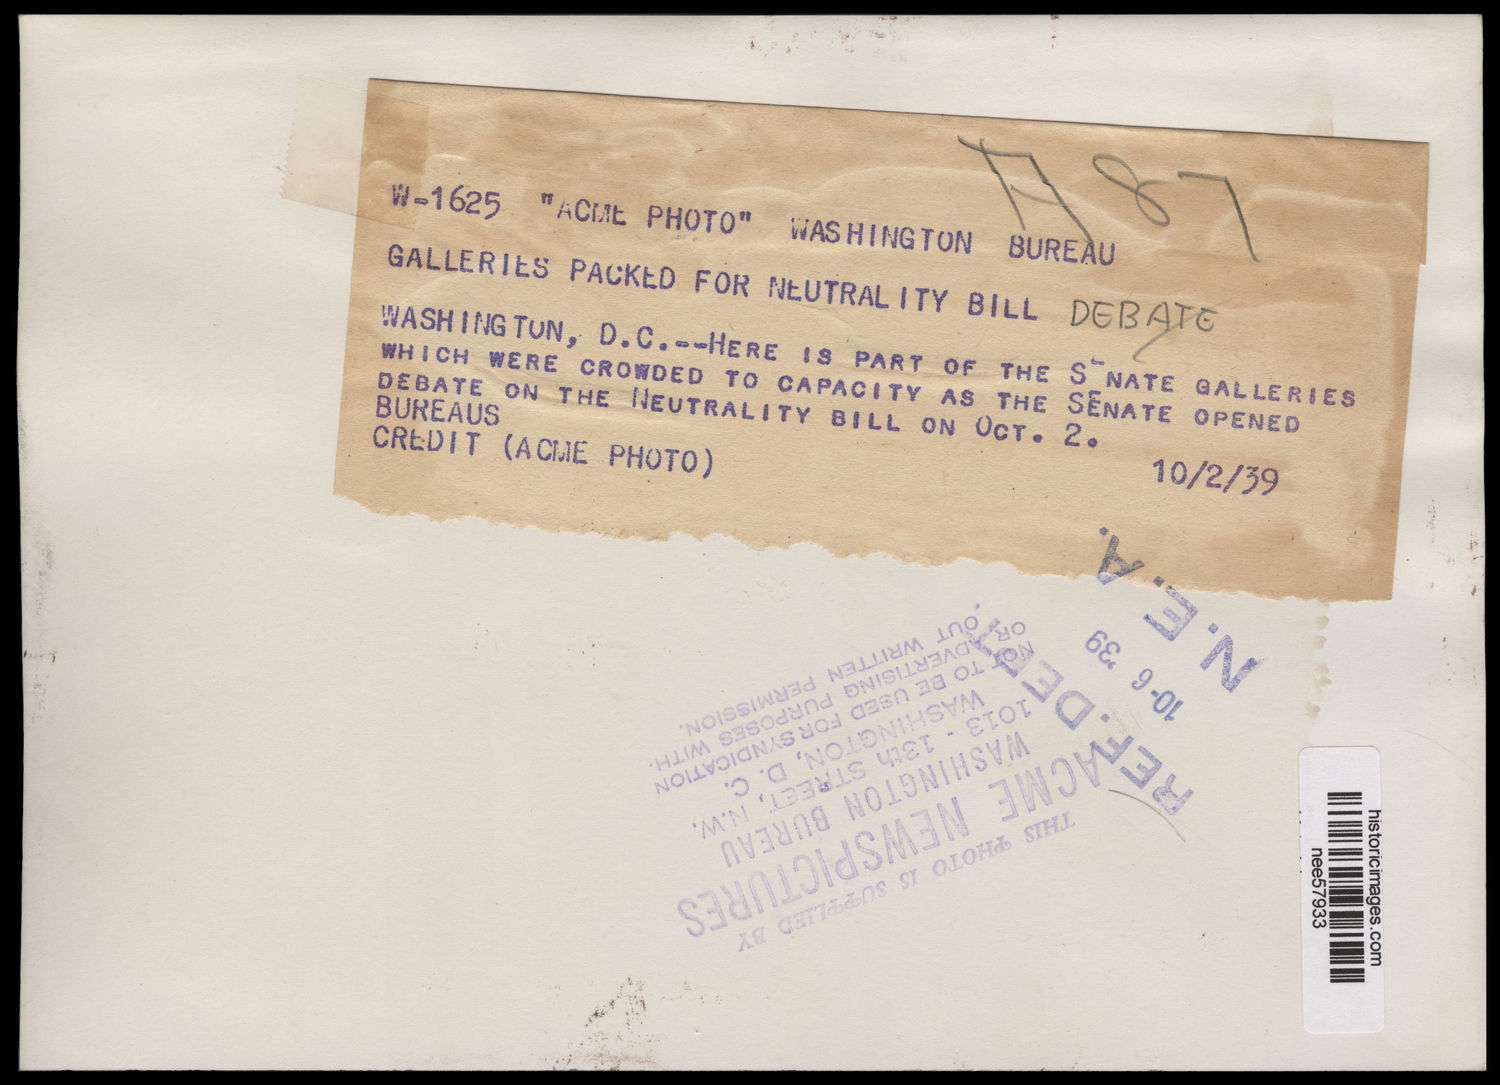 A 87
W-1625 "ACME PHOTO" WASHINGTON BUREAU
GALLERIES PACKED FOR NEUTRALITY BILL DEBATE
WASHINGTON, D.C.--HERE IS PART OF THE SENATE GALLERIES
WHICH WERE CROWDED TO CAPACITY AS THE SENATE OPENED
DEBATE ON THE NEUTRALITY BILL ON OCT. 2.
BUREAUS
CREDIT (ACME PHOTO)
10/2/39
N. E. A.
10-6 '39
REF. DEPT.
THIS PHOTO IS SUPPLIED BY
ACME NEWSPICTURES
WASHINGTON BUREAU
1013 - 13th STREET, N.W.
WASHINGTON, D. C.
NOT TO BE USED FOR SYNDICATION
OR ADVERTISING PURPOSES WITH-
OUT WRITTEN PERMISSION.
historicimages.com
nee57933